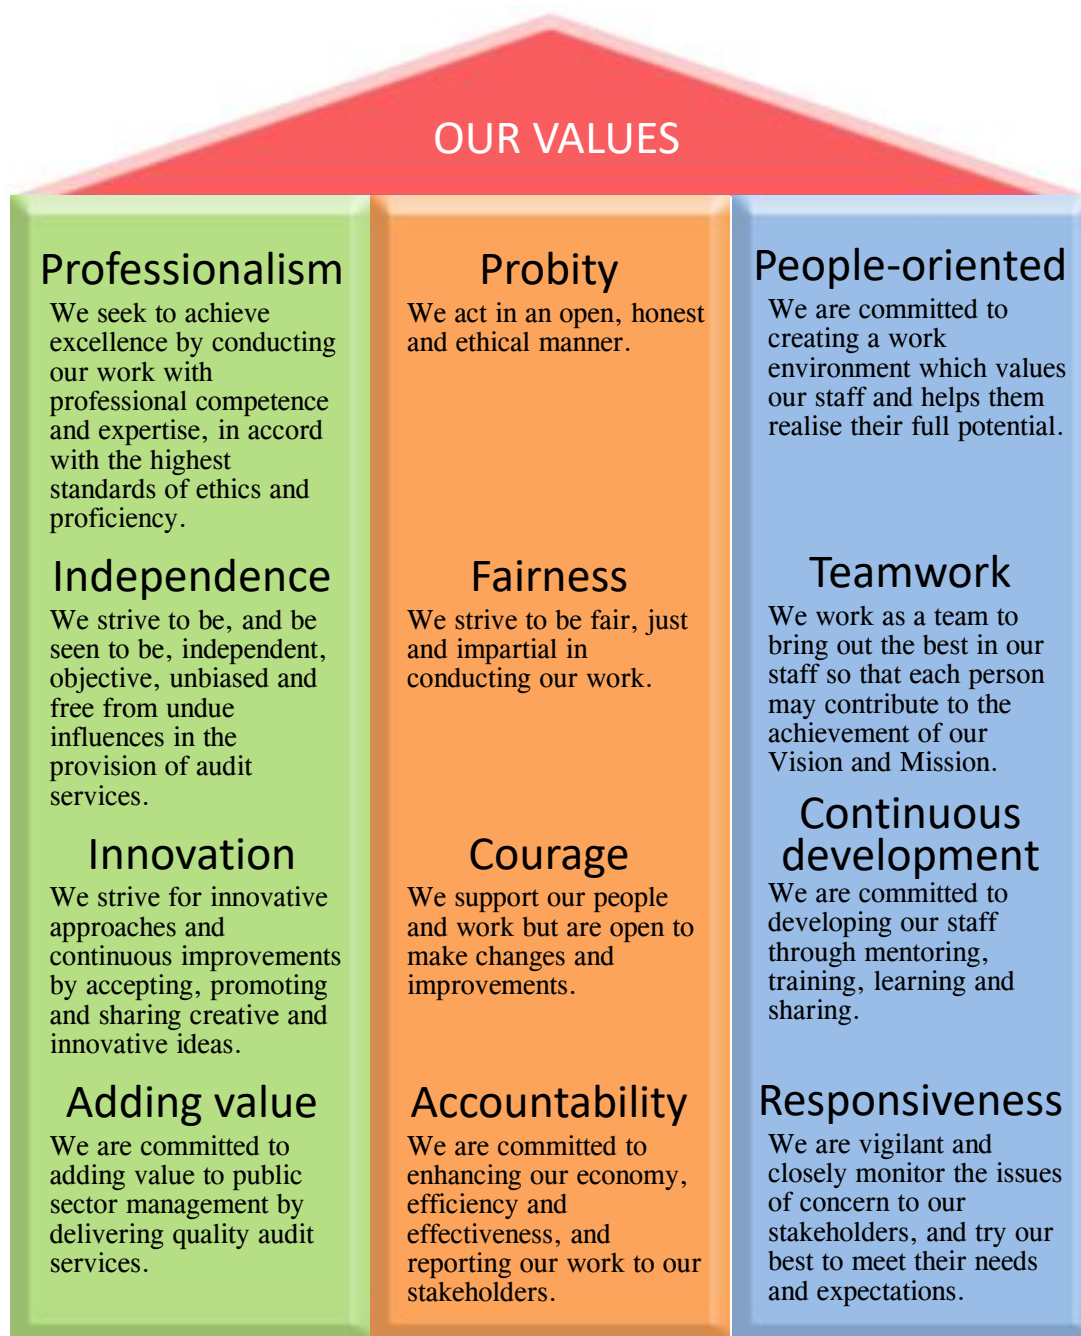 OUR VALUES
Professionalism
We seek to achieve
excellence by conducting
our work with
professional competence
and expertise, in accord
with the highest
standards of ethics and
proficiency.
Independence
We strive to be, and be
seen to be, independent,
objective, unbiased and
free from undue
influences in the
provision of audit
services.
Innovation
We strive for innovative
approaches and
continuous improvements
by accepting, promoting
and sharing creative and
innovative ideas.
Adding value
We are committed to
adding value to public
sector management by
delivering quality audit
services.
Probity
We act in an open, honest
and ethical manner.
Fairness
We strive to be fair, just
and impartial in
conducting our work.
Courage
We support our people
and work but are open to
make changes and
improvements.
Accountability
We are committed to
enhancing our economy,
efficiency and
effectiveness, and
reporting our work to our
stakeholders.
People-oriented
We are committed to
creating a work
environment which values
our staff and helps them
realise their full potential.
Teamwork
We work as a team to
bring out the best in our
staff so that each person
may contribute to the
achievement of our
Vision and Mission.
Continuous
development
We are committed to
developing our staff
through mentoring,
training, learning and
sharing.
Responsiveness
We are vigilant and
closely monitor the issues
of concern to our
stakeholders, and try our
best to meet their needs
and expectations.